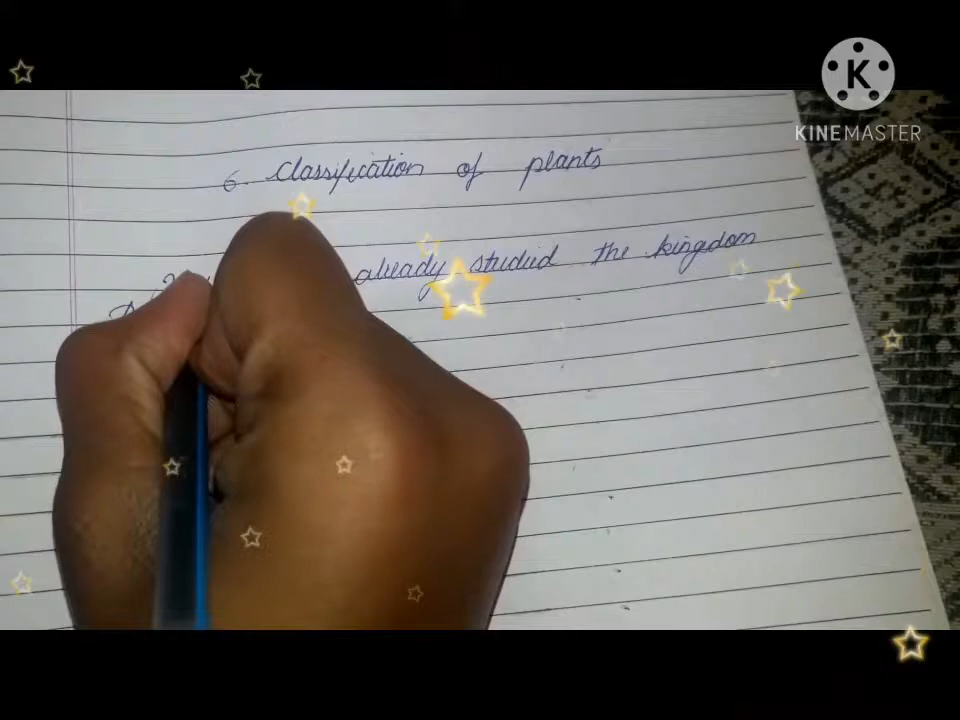 KINEMASTER
6. Classification of plants
already studied the kingdom